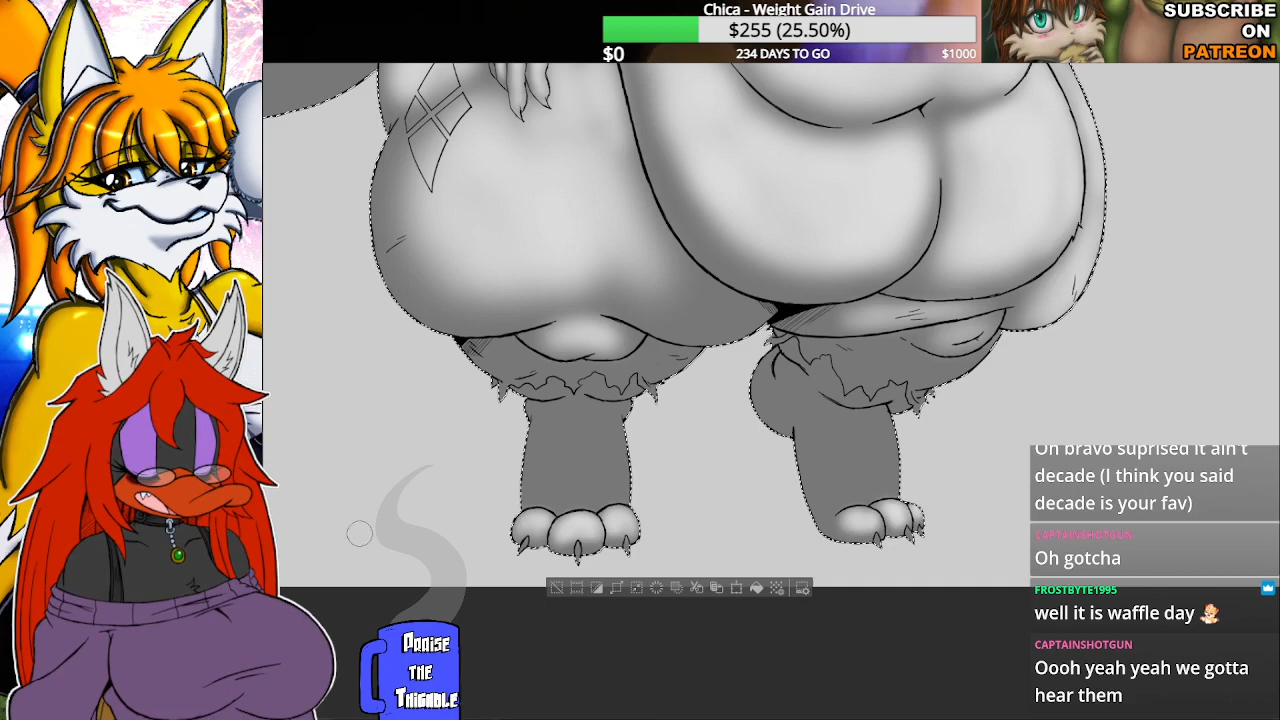 Chica - Weight Gain Drive
$255 (25.50%)
$0 234 DAYS TO GO $1000
SUBSCRIBE
ON
PATREON
Oh bravo suprised it ain't
decade (I think you said
decade is your fav)
CAPTAINSHOTGUN
Oh gotcha
FROSTBYTE1995
well it is waffle day
CAPTAINSHOTGUN
Oooh yeah yeah we gotta
hear them
PRAISE
THE
THIGHOLE